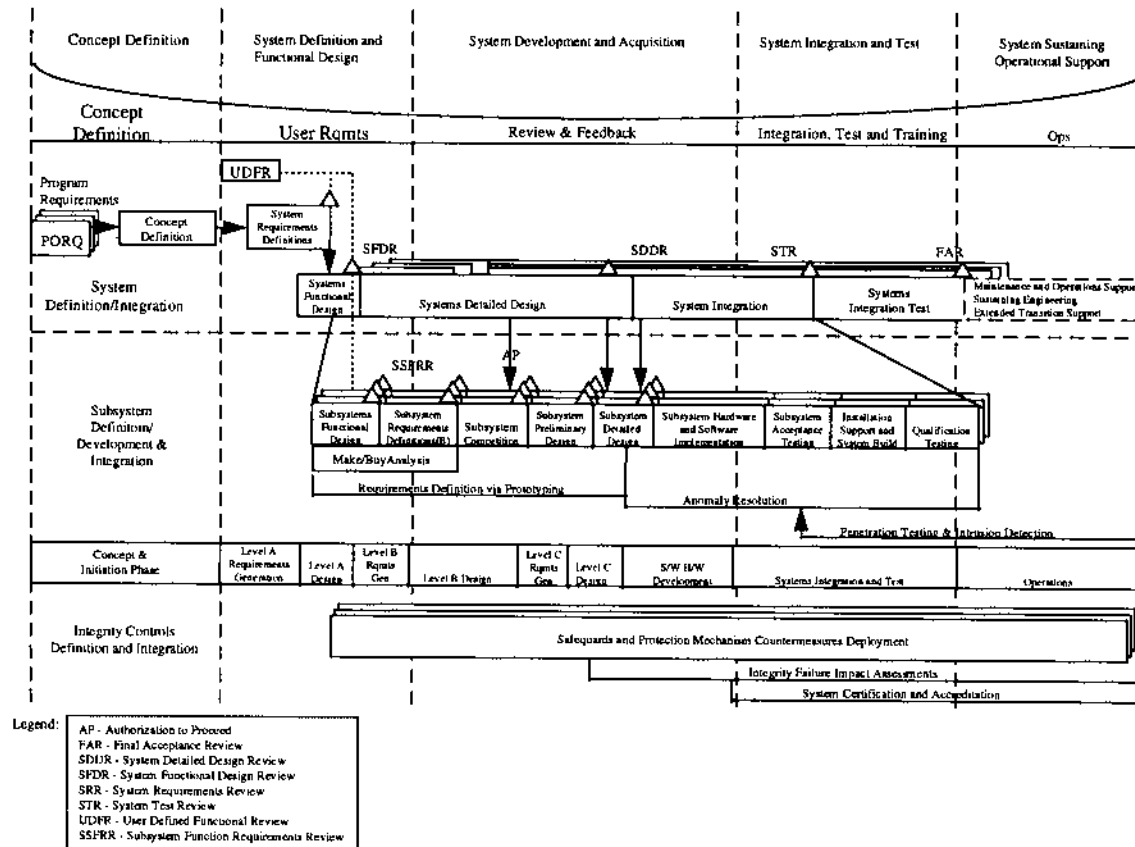 Concept Definition
System Definition and
Functional Design
System Development and Acquisition
System Integration and Test
System Sustaining
Operational Support
Concept
Definition
User Rqmts
Review & Feedback
Integration, Test and Training
Ops
UDFR
Program
Requirements
PORQ
Concept
Definition
System
Requirements
Definitions
SFDR
SDDR
STR
FAR
System
Definition/Integration
Systems
Functional
Design
Systems Detailed Design
System Integration
Systems
Integration Test
Maintenance and Operations Support
Sustaining Engineering
Extended Transition Support
AP
SSFRR
Subsystem
Definitoin/
Development &
Integration
Subsystems
Functional
Design
Subsystem
Requirements
Definitions(B)
Subsystem
Competition
Subsystem
Preliminary
Design
Subsystem
Detailed
Design
Subsystem Hardware
and Software
Implementation
Subsystem
Acceptance
Testing
Installation
Support and
System Build
Qualification
Testing
Make/Buy Analysis
Requirements Definition via Prototyping
Anomaly Resolution
Penetration Testing & Intrusion Detection
Concept &
Initiation Phase
Level A
Requirements
Generation
Level A
Design
Level B
Rqmts
Gen
Level B Design
Level C
Rqmts
Gen
Level C
Design
S/W H/W
Development
Systems Integration and Test
Operations
Integrity Controls
Definition and Integration
Safeguards and Protection Mechanism Countermeasures Deployment
Integrity Failure Impact Assessments
System Certification and Accreditation
Legend:
AP - Authorization to Proceed
FAR - Final Acceptance Review
SDDR - System Detailed Design Review
SFDR - System Functional Design Review
SRR - System Requirements Review
STR - System Test Review
UDFR - User Defined Functional Review
SSFRR - Subsystem Function Requirements Review